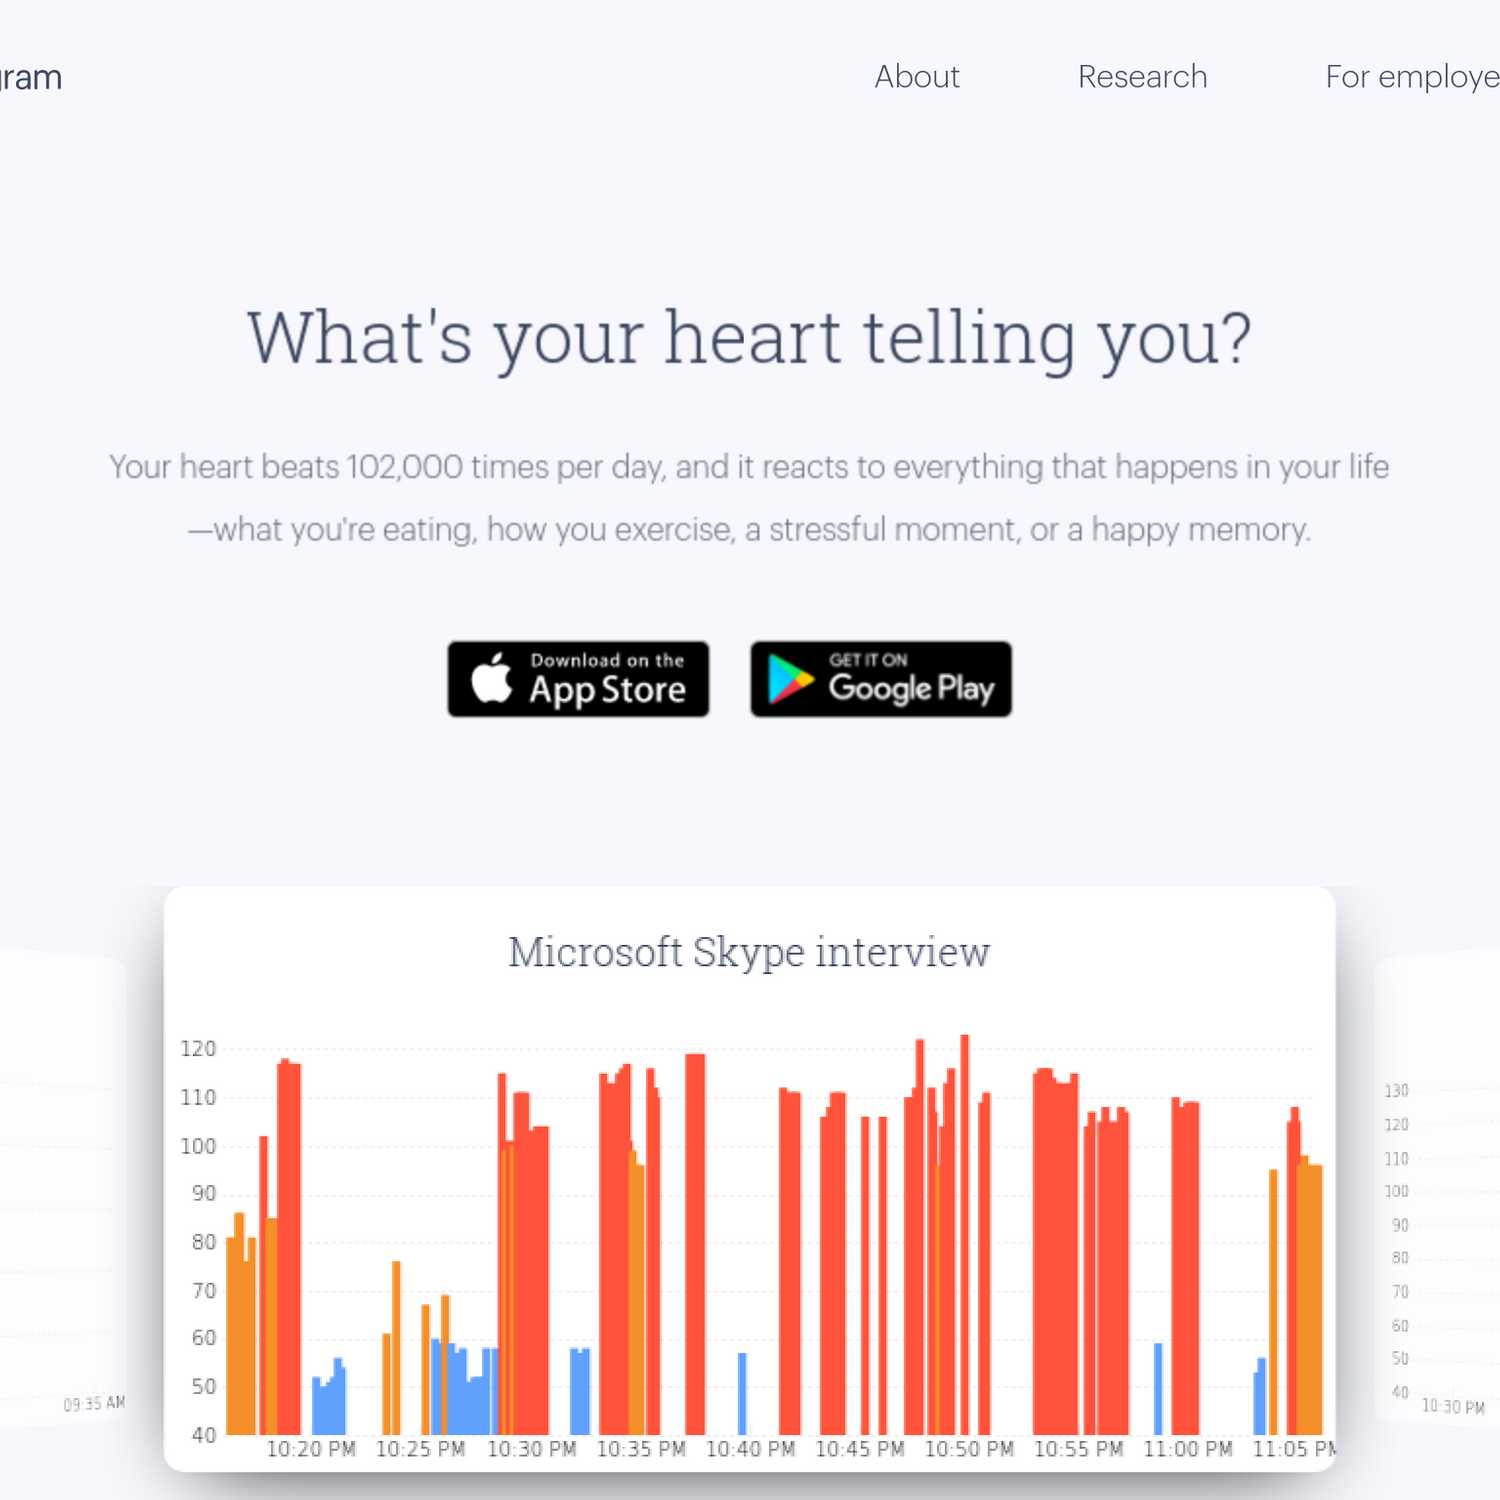 gram
About Research For employe
What's your heart telling you?
Your heart beats 102,000 times per day, and it reacts to everything that happens in your life
—what you're eating, how you exercise, a stressful moment, or a happy memory.
Download on the
App Store
GET IT ON
Google Play
Microsoft Skype interview
120
110
100
90
80
70
60
50
40
10:20 PM 10:25 PM 10:30 PM 10:35 PM 10:40 PM 10:45 PM 10:50 PM 10:55 PM 11:00 PM 11:05 PM
09:35 AM
130
120
110
100
90
80
70
60
50
40
10:30 PM